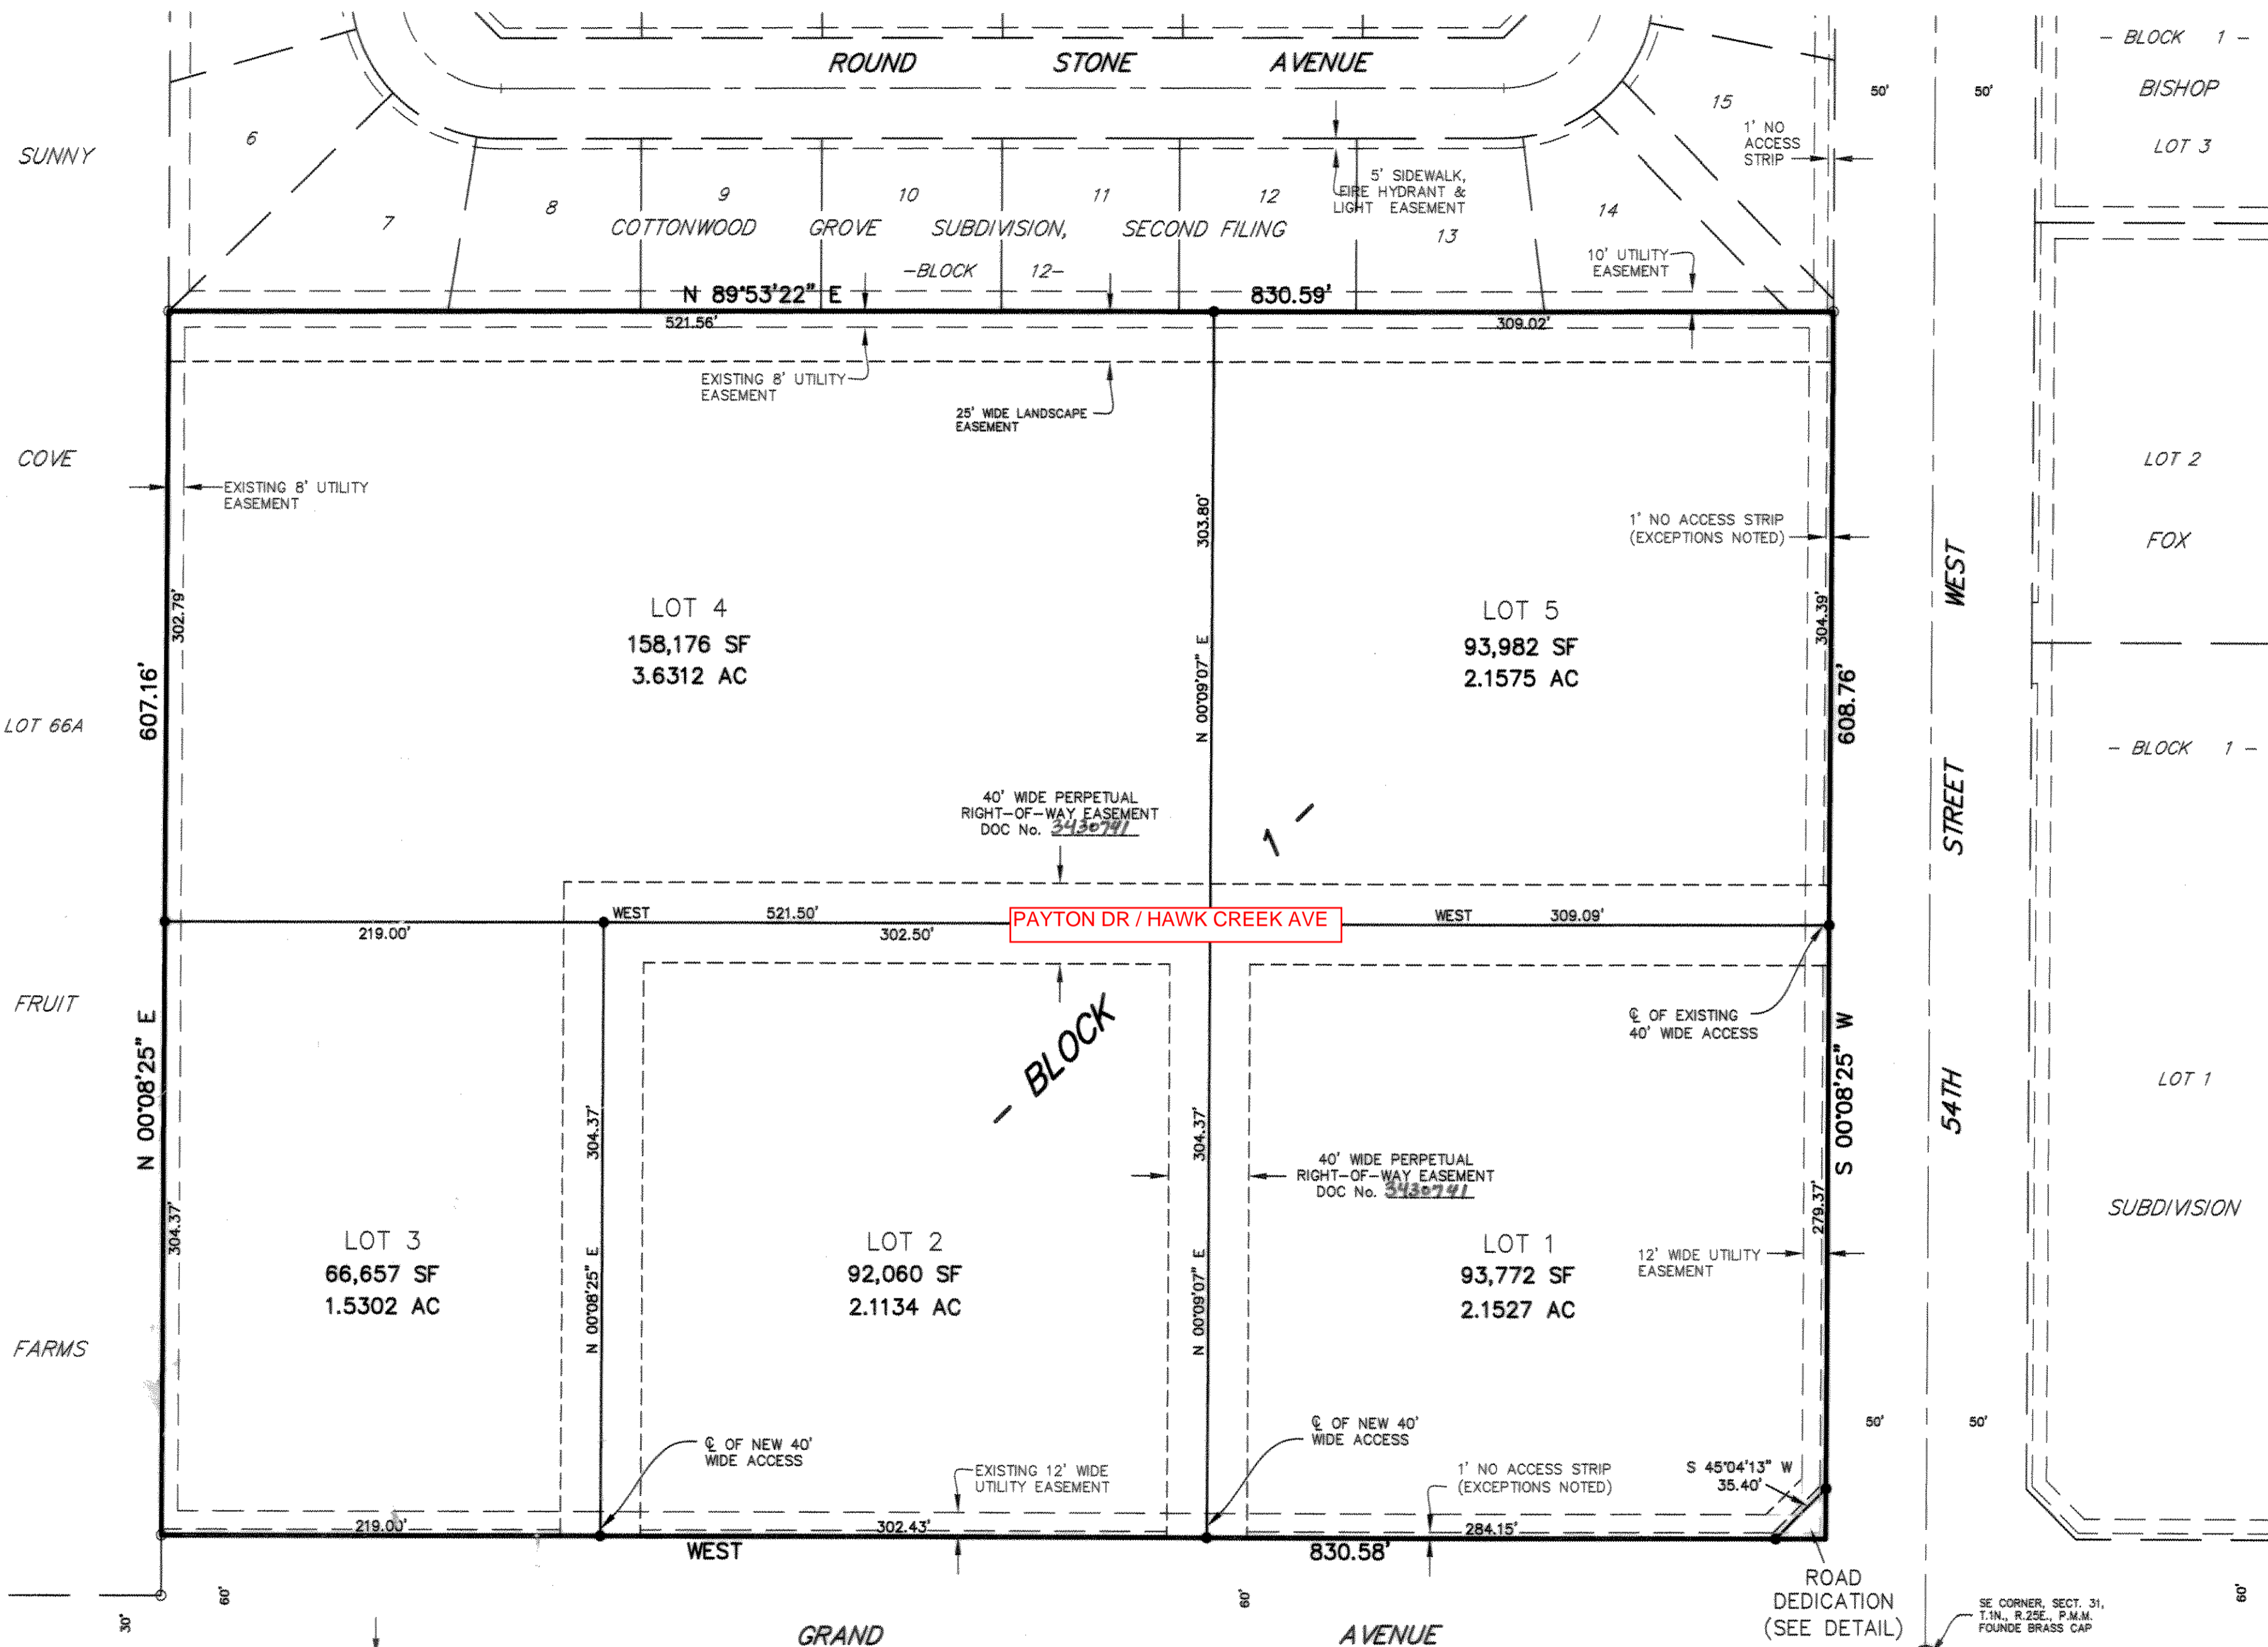 ROUND STONE AVENUE
- BLOCK 1 -
BISHOP
LOT 3
50'
50'
SUNNY
6
7
8
9
10
11
12
13
14
15
1' NO
ACCESS
STRIP
5' SIDEWALK,
FIRE HYDRANT &
LIGHT EASEMENT
COTTONWOOD GROVE SUBDIVISION, SECOND FILING
-BLOCK 12-
10' UTILITY
EASEMENT
N 89°53'22" E
830.59'
521.56'
309.02'
EXISTING 8' UTILITY
EASEMENT
25' WIDE LANDSCAPE
EASEMENT
COVE
EXISTING 8' UTILITY
EASEMENT
LOT 2
FOX
1' NO ACCESS STRIP
(EXCEPTIONS NOTED)
303.80'
302.79'
304.39'
LOT 4
158,176 SF
3.6312 AC
LOT 5
93,982 SF
2.1575 AC
N 00°09'07" E
607.16'
608.76'
LOT 66A
WEST
STREET
54TH
- BLOCK 1 -
40' WIDE PERPETUAL
RIGHT-OF-WAY EASEMENT
DOC No. 3430741
1 -
WEST
521.50'
PAYTON DR / HAWK CREEK AVE
WEST
309.09'
219.00'
302.50'
- BLOCK
FRUIT
N 00°08'25" E
S 00°08'25" W
℄ OF EXISTING
40' WIDE ACCESS
LOT 1
304.37'
304.37'
304.37'
40' WIDE PERPETUAL
RIGHT-OF-WAY EASEMENT
DOC No. 3430741
279.37'
SUBDIVISION
LOT 3
66,657 SF
1.5302 AC
LOT 2
92,060 SF
2.1134 AC
LOT 1
93,772 SF
2.1527 AC
12' WIDE UTILITY
EASEMENT
N 00°08'25" E
N 00°09'07" E
FARMS
℄ OF NEW 40'
WIDE ACCESS
℄ OF NEW 40'
WIDE ACCESS
EXISTING 12' WIDE
UTILITY EASEMENT
1' NO ACCESS STRIP
(EXCEPTIONS NOTED)
S 45°04'13" W
35.40'
50'
50'
219.00'
302.43'
284.15'
WEST
830.58'
60'
30'
60'
60'
GRAND
AVENUE
ROAD
DEDICATION
(SEE DETAIL)
SE CORNER, SECT. 31,
T.1N., R.25E., P.M.M.
FOUNDE BRASS CAP